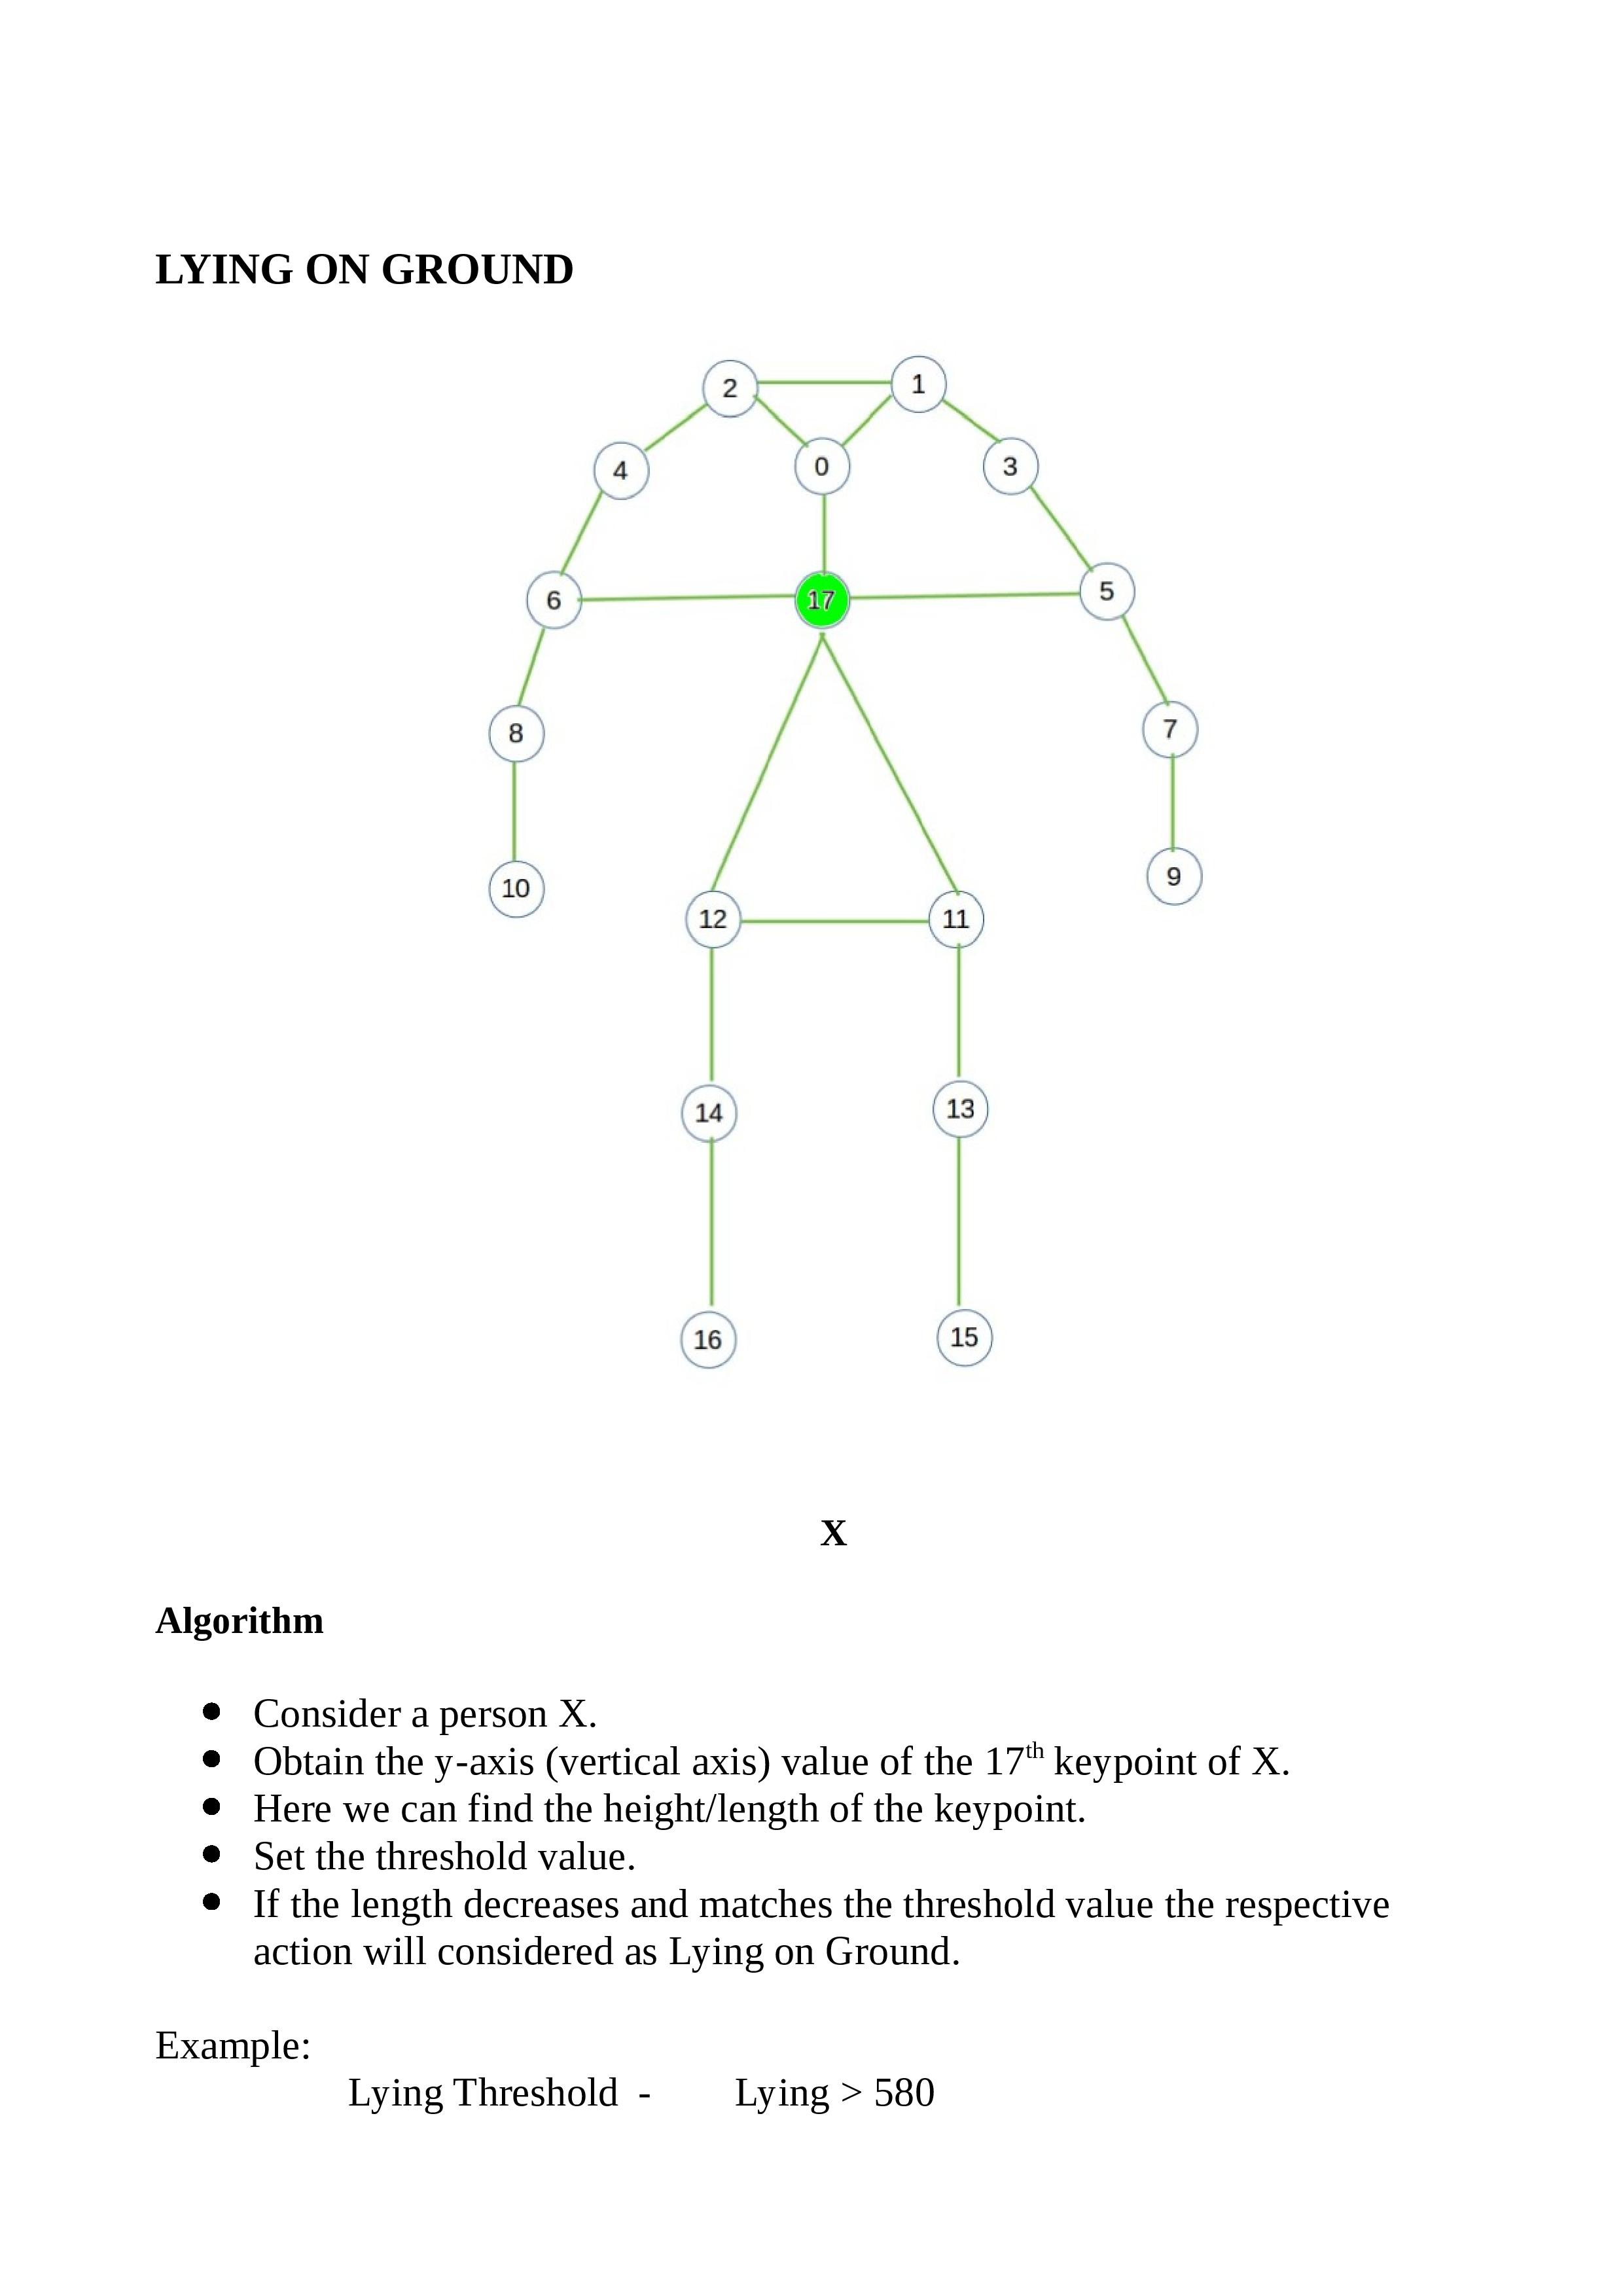 LYING ON GROUND
2 1
4 0 3
6 17 5
8 7
10 9
12 11
14 13
16 15
X
Algorithm
● Consider a person X.
● Obtain the y-axis (vertical axis) value of the 17th keypoint of X.
● Here we can find the height/length of the keypoint.
● Set the threshold value.
● If the length decreases and matches the threshold value the respective
action will considered as Lying on Ground.
Example:
Lying Threshold - Lying > 580